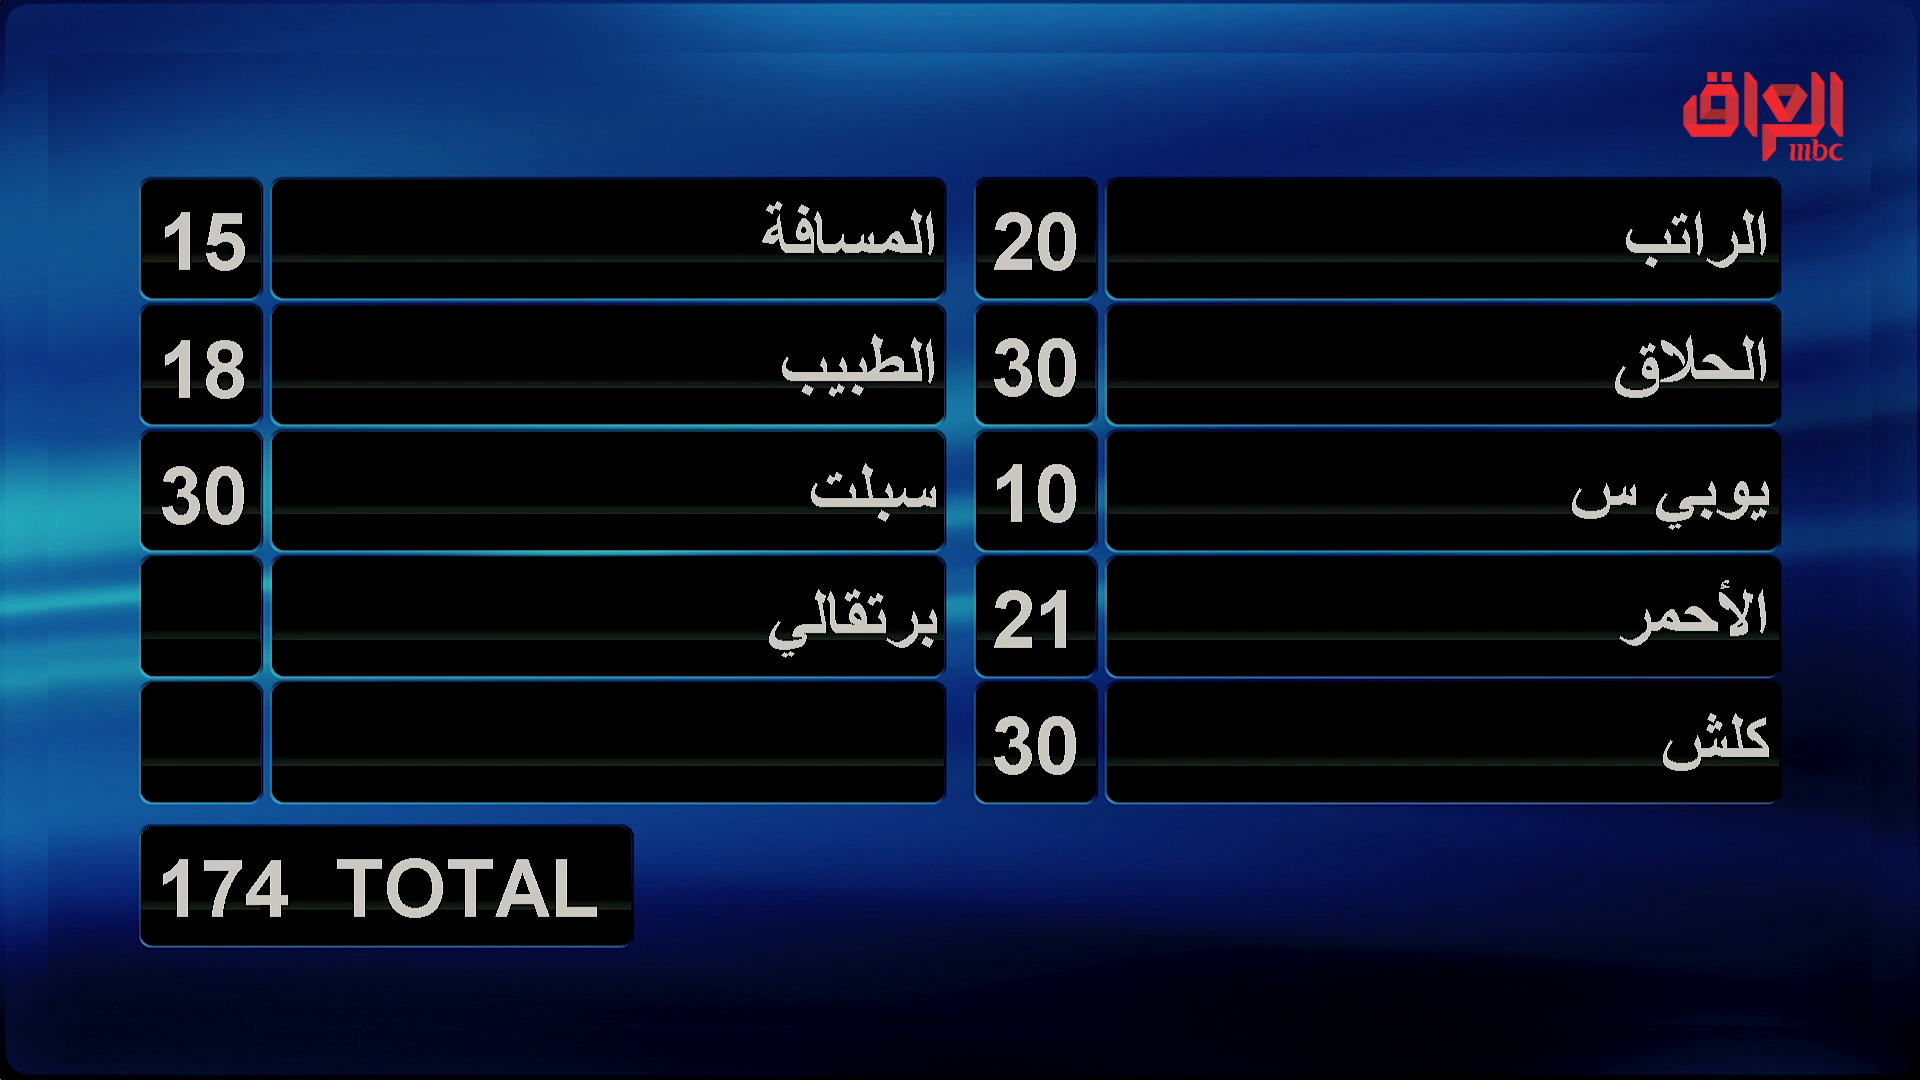 العراق
mbc
الراتب 20
الحلاق 30
يوبي س 10
الأحمر 21
كلش 30
المسافة 15
الطبيب 18
سبلت 30
برتقالي
174 TOTAL